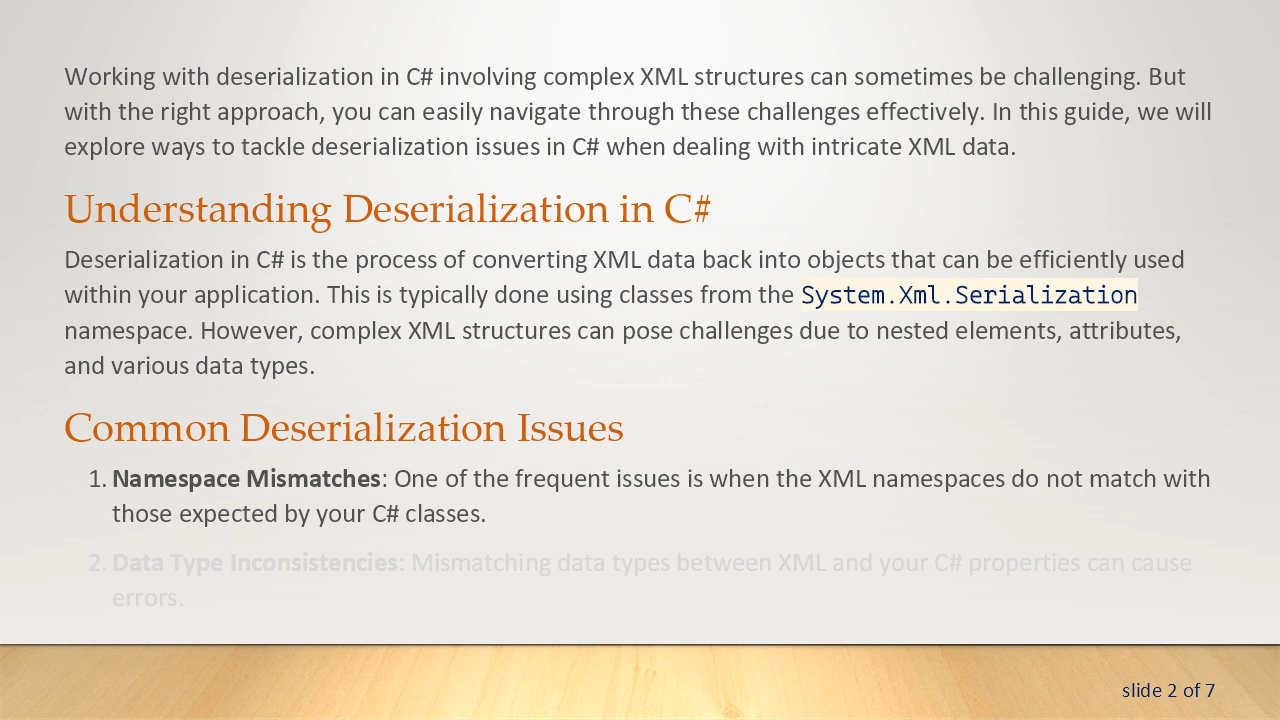 Working with deserialization in C# involving complex XML structures can sometimes be challenging. But
with the right approach, you can easily navigate through these challenges effectively. In this guide, we will
explore ways to tackle deserialization issues in C# when dealing with intricate XML data.
Understanding Deserialization in C#
Deserialization in C# is the process of converting XML data back into objects that can be efficiently used
within your application. This is typically done using classes from the System.Xml.Serialization
namespace. However, complex XML structures can pose challenges due to nested elements, attributes,
and various data types.
Common Deserialization Issues
1. Namespace Mismatches: One of the frequent issues is when the XML namespaces do not match with
those expected by your C# classes.
2. Data Type Inconsistencies: Mismatching data types between XML and your C# properties can cause
errors.
slide 2 of 7